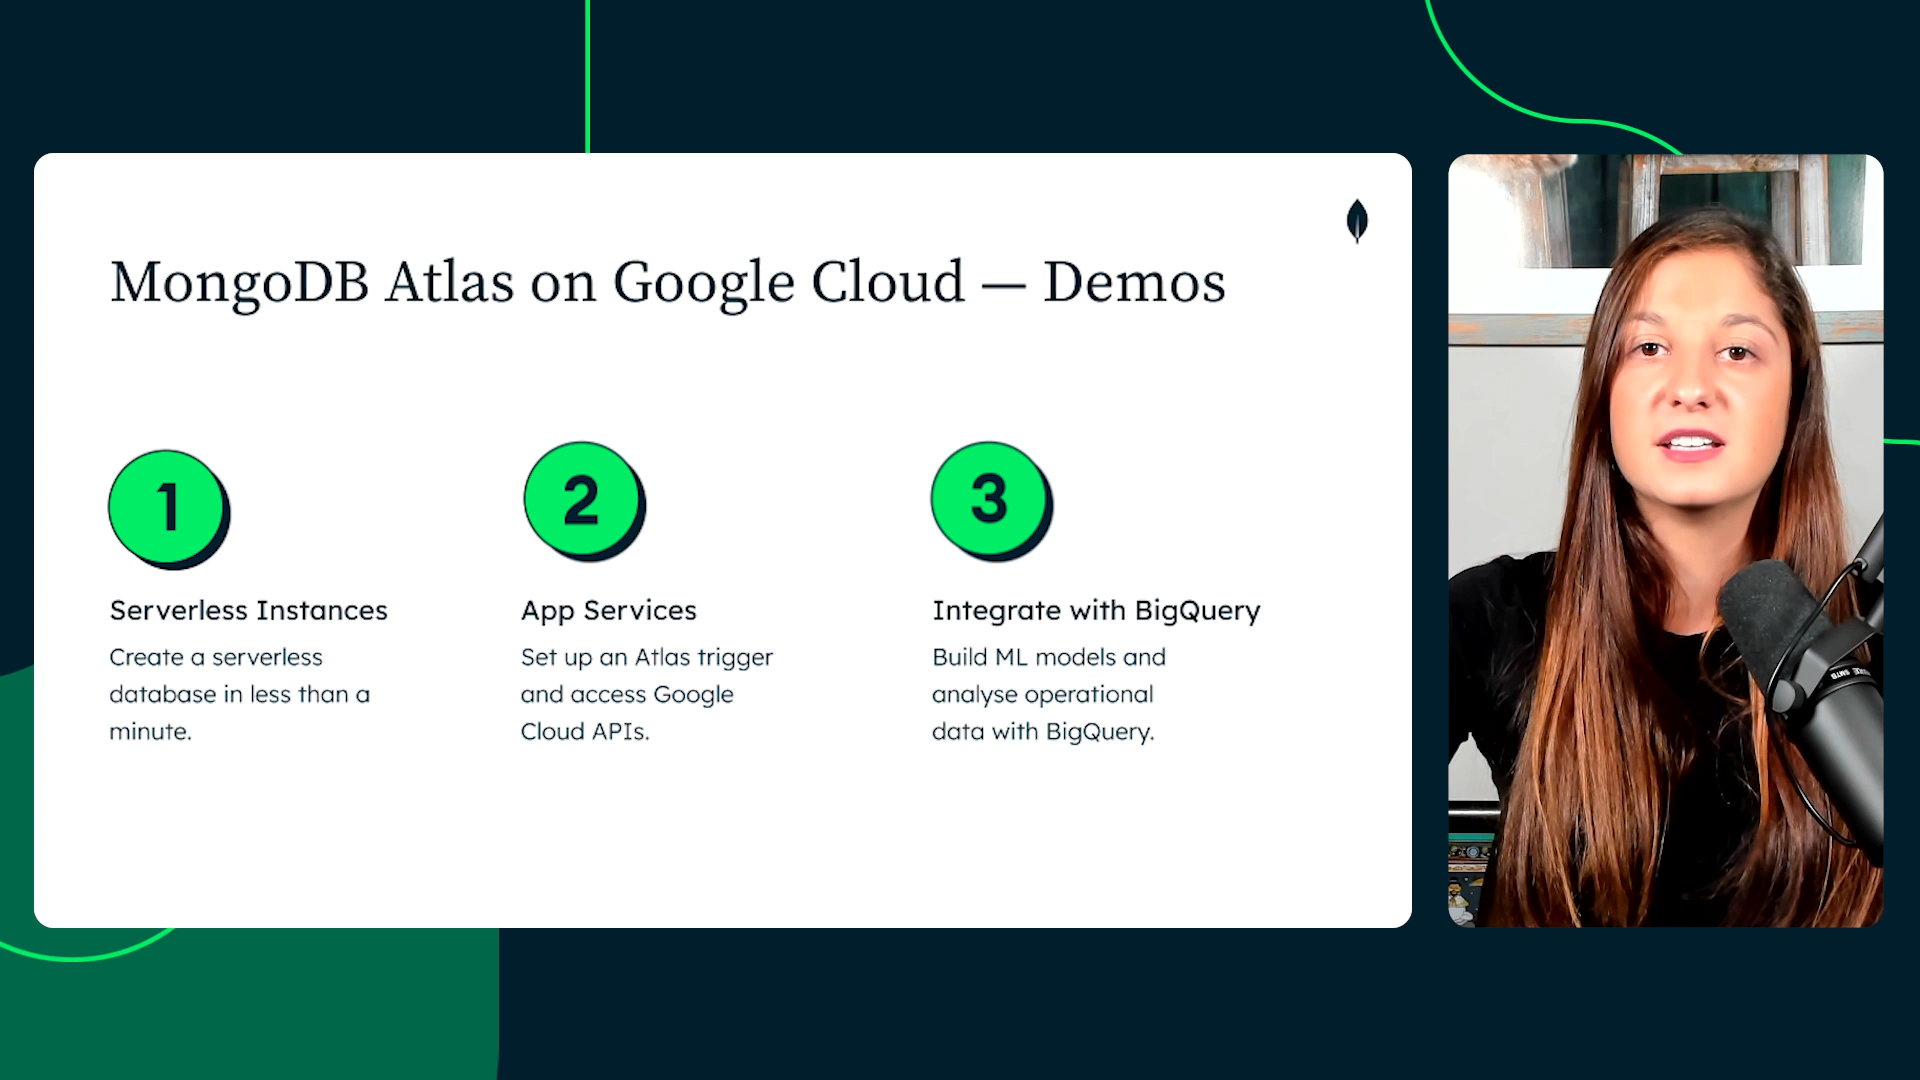 MongoDB Atlas on Google Cloud — Demos
1
Serverless Instances
Create a serverless
database in less than a
minute.
2
App Services
Set up an Atlas trigger
and access Google
Cloud APIs.
3
Integrate with BigQuery
Build ML models and
analyse operational
data with BigQuery.